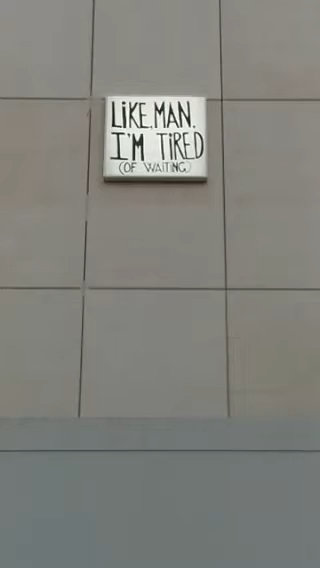 LiKE, MAN,
I'M TiRED
(OF WAITING)